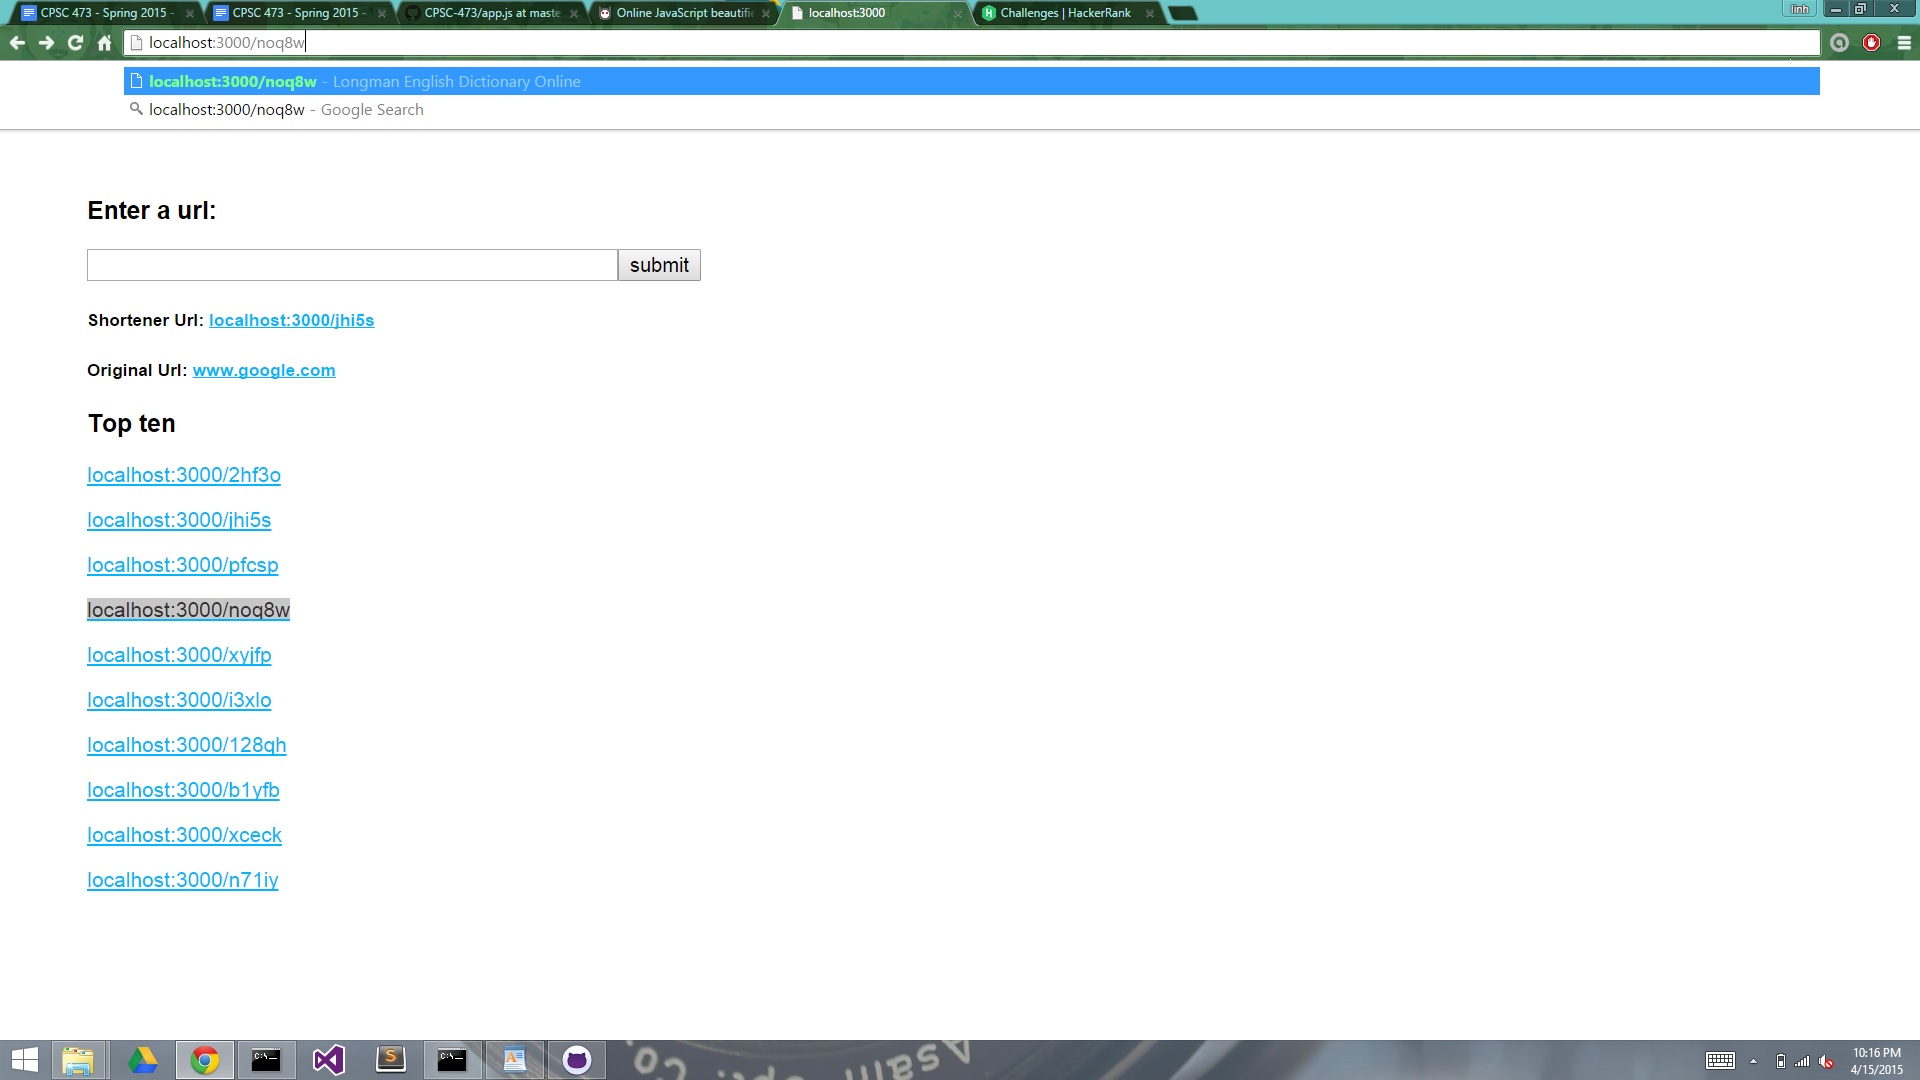 CPSC 473 - Spring 2015 -
CPSC 473 - Spring 2015 -
CPSC-473/app.js at maste
Online JavaScript beautifi
localhost:3000
Challenges | HackerRank
linh
localhost:3000/noq8w
localhost:3000/noq8w - Longman English Dictionary Online
localhost:3000/noq8w - Google Search
Enter a url:
submit
Shortener Url: localhost:3000/jhi5s
Original Url: www.google.com
Top ten
localhost:3000/2hf3o
localhost:3000/jhi5s
localhost:3000/pfcsp
localhost:3000/noq8w
localhost:3000/xyjfp
localhost:3000/i3xlo
localhost:3000/128qh
localhost:3000/b1yfb
localhost:3000/xceck
localhost:3000/n71iy
10:16 PM
4/15/2015